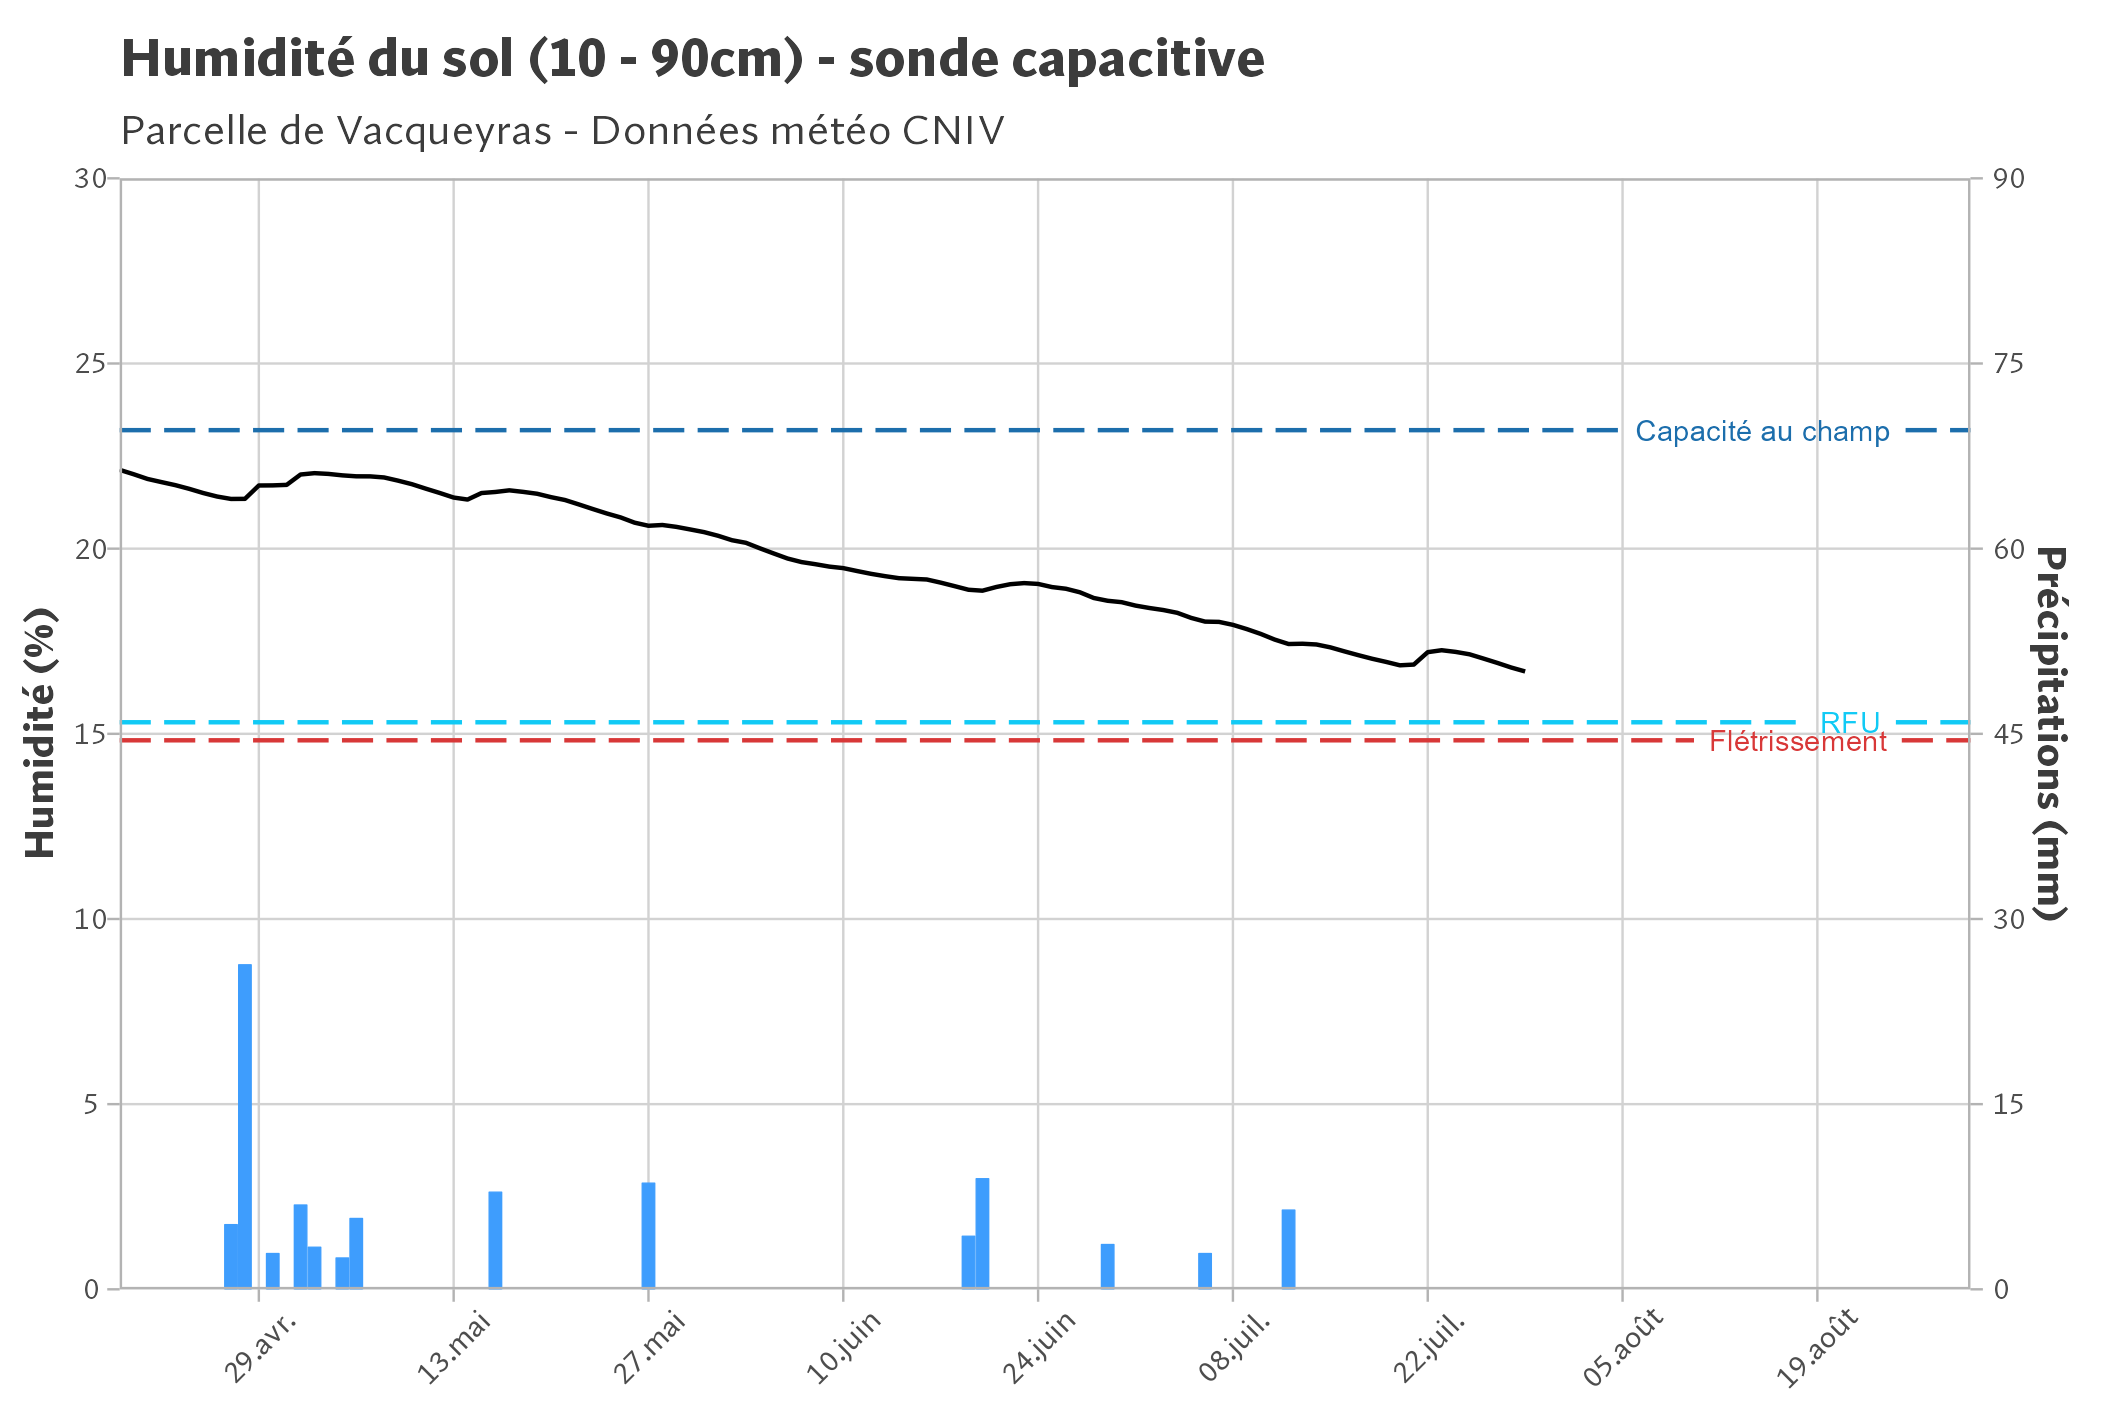 Humidité du sol (10 - 90cm) - sonde capacitive
Parcelle de Vacqueyras - Données météo CNIV
30
25
20
15
10
5
0
Humidité (%)
90
75
60
45
30
15
0
Précipitations (mm)
Capacité au champ
RFU
Flétrissement
29.avr.
13.mai
27.mai
10.juin
24.juin
08.juil.
22.juil.
05.août
19.août